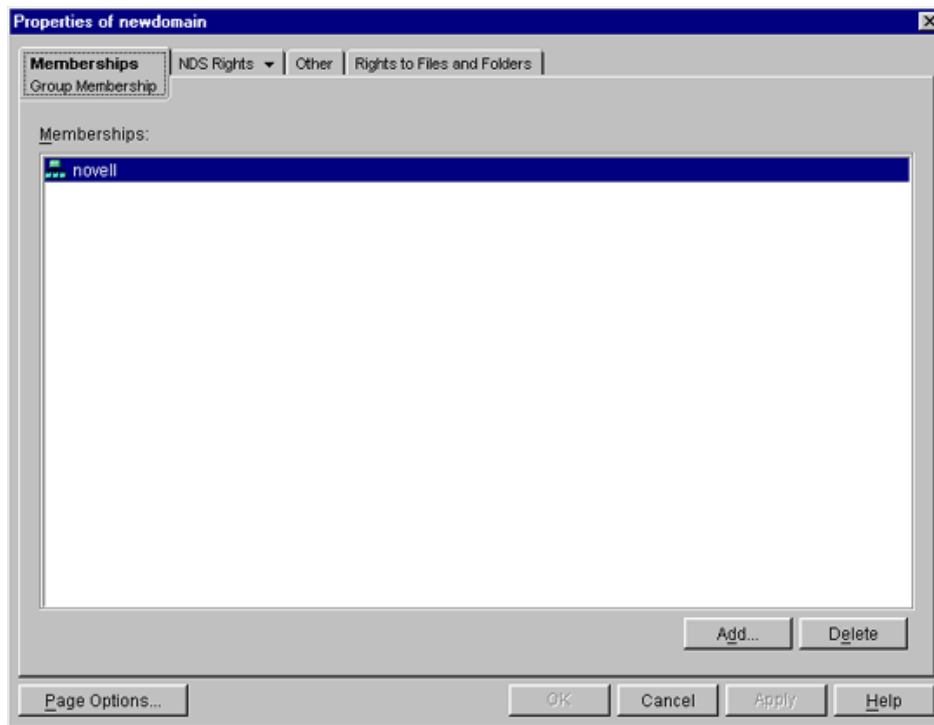 Properties of newdomain
Memberships NDS Rights Other Rights to Files and Folders
Group Membership
Memberships:
novell
Add... Delete
Page Options... OK Cancel Apply Help